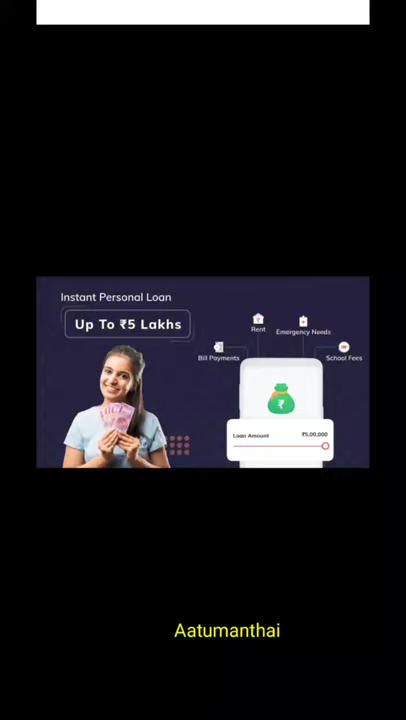 Instant Personal Loan
Up To ₹5 Lakhs
Rent
Emergency Needs
Bill Payments
School Fees
₹
Loan Amount ₹5,00,000
Aatumanthai